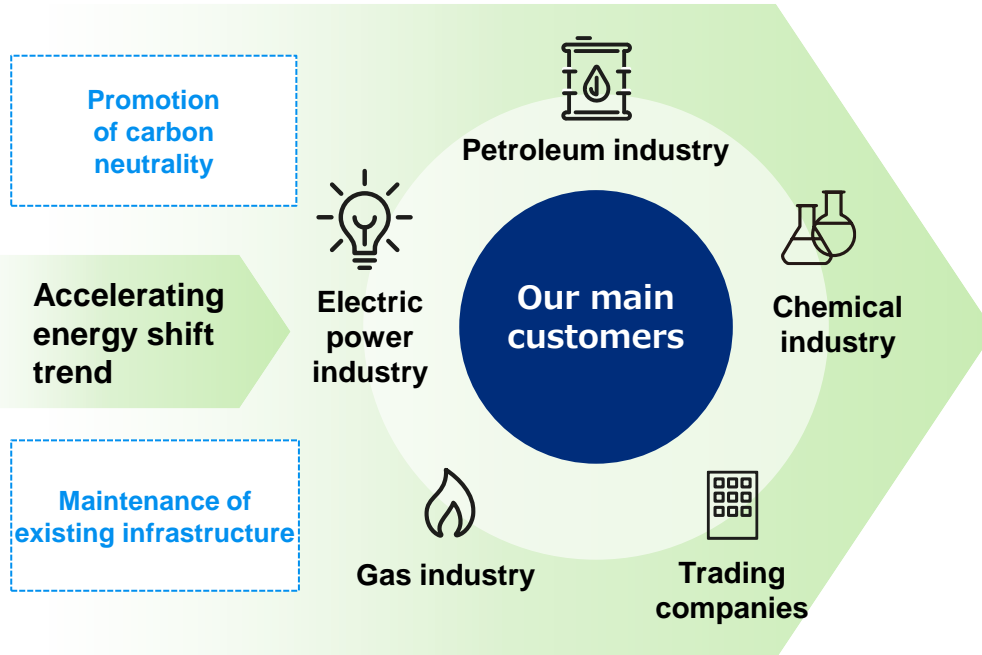 Promotion
of carbon
neutrality
Accelerating
energy shift
trend
Maintenance of
existing infrastructure
Petroleum industry
Electric
power
industry
Our main
customers
Chemical
industry
Gas industry
Trading
companies